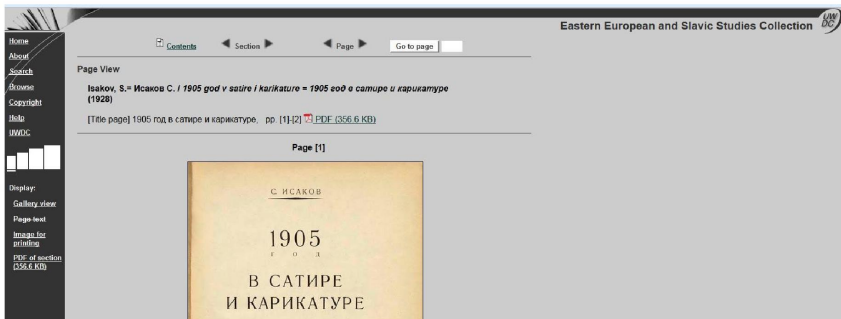 Eastern European and Slavic Studies Collection
UW
DC
Home
About
Search
Browse
Copyright
Help
UWDC
Display:
Gallery view
Page text
Image for
printing
PDF of section
(356.6 KB)
Contents
Section
Page
Go to page
Page View
Isakov, S.= Исаков С. / 1905 god v satire i karikature = 1905 год в сатире и карикатуре
(1928)
[Title page] 1905 год в сатире и карикатуре, pp. [1]-[2] PDF (356.6 KB)
Page [1]
С. ИСАКОВ
1905
ГОД
В САТИРЕ
И КАРИКАТУРЕ